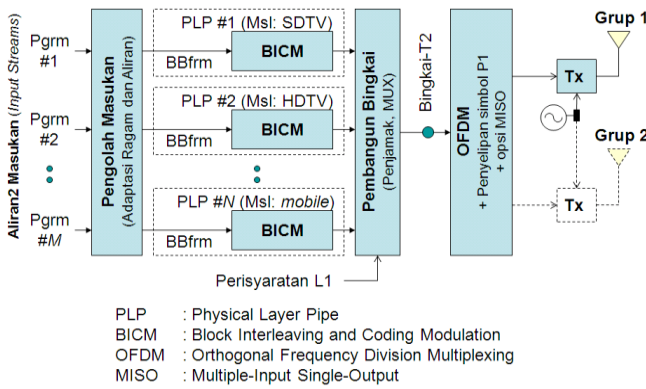 Aliran2 Masukan (Input Streams)
Pgrm
#1
Pgrm
#2
Pgrm
#M
Pengolah Masukan
(Adaptasi Ragam dan Aliran)
PLP #1 (Msl: SDTV)
BBfrm
BICM
PLP #2 (Msl: HDTV)
BBfrm
BICM
PLP #N (Msl: mobile)
BBfrm
BICM
Pembangun Bingkai
(Penjamak, MUX)
Perisyaratan L1
Bingkai-T2
OFDM
+ Penyelipan simbol P1
+ opsi MISO
Grup 1
Tx
Grup 2
Tx
PLP : Physical Layer Pipe
BICM : Block Interleaving and Coding Modulation
OFDM : Orthogonal Frequency Division Multiplexing
MISO : Multiple-Input Single-Output